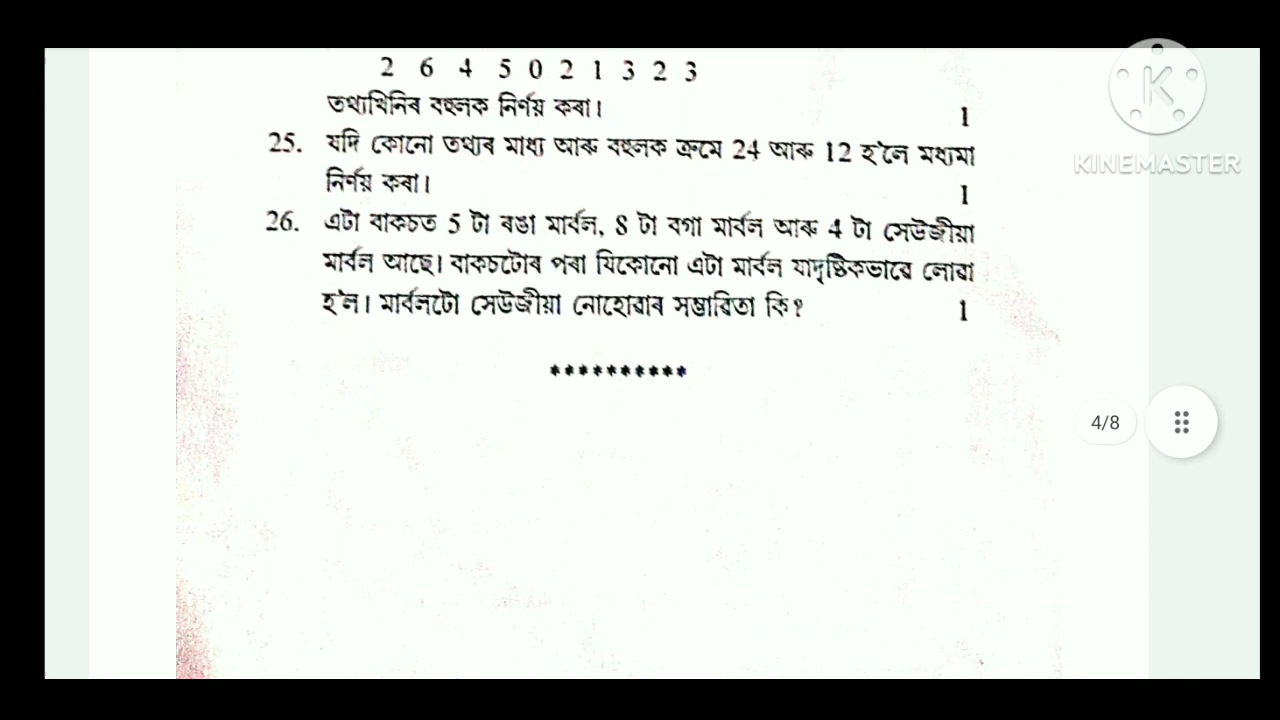 2 6 4 5 0 2 1 3 2 3
তথ্যখিনিৰ বহুলক নিৰ্ণয় কৰা। 1
25. যদি কোনো তথ্যৰ মাধ্য আৰু বহুলক ক্ৰমে 24 আৰু 12 হ'লে মধ্যমা
নিৰ্ণয় কৰা। 1
26. এটা বাকচত 5 টা ৰঙা মাৰ্বল, 8 টা বগা মাৰ্বল আৰু 4 টা সেউজীয়া
মাৰ্বল আছে। বাকচটোৰ পৰা যিকোনো এটা মাৰ্বল যাদৃষ্টিকভাৱে লোৱা
হ'ল। মাৰ্বলটো সেউজীয়া নোহোৱাৰ সম্ভাৱিতা কি? 1
**********
KINEMASTER
4/8